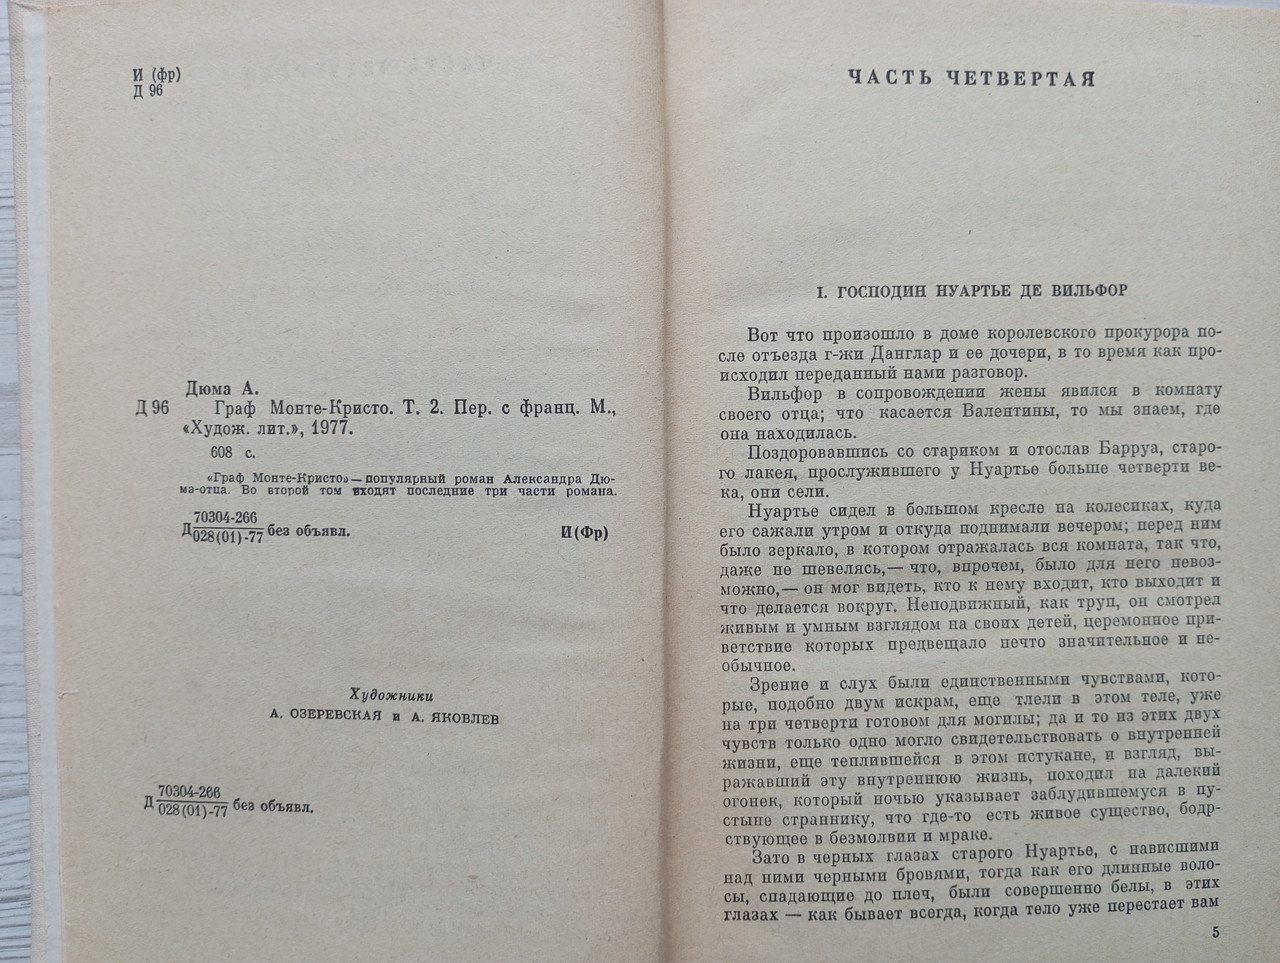 И (фр)
Д 96
Дюма А.
Д 96 Граф Монте-Кристо. Т. 2. Пер. с франц. М.,
«Худож. лит.», 1977.
608 с.
«Граф Монте-Кристо» — популярный роман Александра Дю-
ма-отца. Во второй том входят последние три части романа.
70304-266
Д 028(01)-77 без объявл. И(Фр)
Художники
А. ОЗЕРЕВСКАЯ и А. ЯКОВЛЕВ
70304-266
Д 028(01)-77 без объявл.
ЧАСТЬ ЧЕТВЕРТАЯ
I. ГОСПОДИН НУАРТЬЕ ДЕ ВИЛЬФОР
Вот что произошло в доме королевского прокурора по-
сле отъезда г-жи Данглар и ее дочери, в то время как про-
исходил переданный нами разговор.
Вильфор в сопровождении жены явился в комнату
своего отца; что касается Валентины, то мы знаем, где
она находилась.
Поздоровавшись со стариком и отослав Барруа, старо-
го лакея, прослужившего у Нуартье больше четверти ве-
ка, они сели.
Нуартье сидел в большом кресле на колесиках, куда
его сажали утром и откуда поднимали вечером; перед ним
было зеркало, в котором отражалась вся комната, так что,
даже не шевелясь,— что, впрочем, было для него невоз-
можно,— он мог видеть, кто к нему входит, кто выходит и
что делается вокруг. Неподвижный, как труп, он смотрел
живым и умным взглядом на своих детей, церемонное при-
ветствие которых предвещало нечто значительное и не-
обычное.
Зрение и слух были единственными чувствами, кото-
рые, подобно двум искрам, еще тлели в этом теле, уже
на три четверти готовом для могилы; да и то из этих двух
чувств только одно могло свидетельствовать о внутренней
жизни, еще теплившейся в этом истукане, и взгляд, вы-
ражавший эту внутреннюю жизнь, походил на далекий
огонек, который ночью указывает заблудившемуся в пу-
стыне страннику, что где-то есть живое существо, бодр-
ствующее в безмолвии и мраке.
Зато в черных глазах старого Нуартье, с нависшими
над ними черными бровями, тогда как его длинные воло-
сы, спадающие до плеч, были совершенно белы, в этих
глазах — как бывает всегда, когда тело уже перестает вам
5